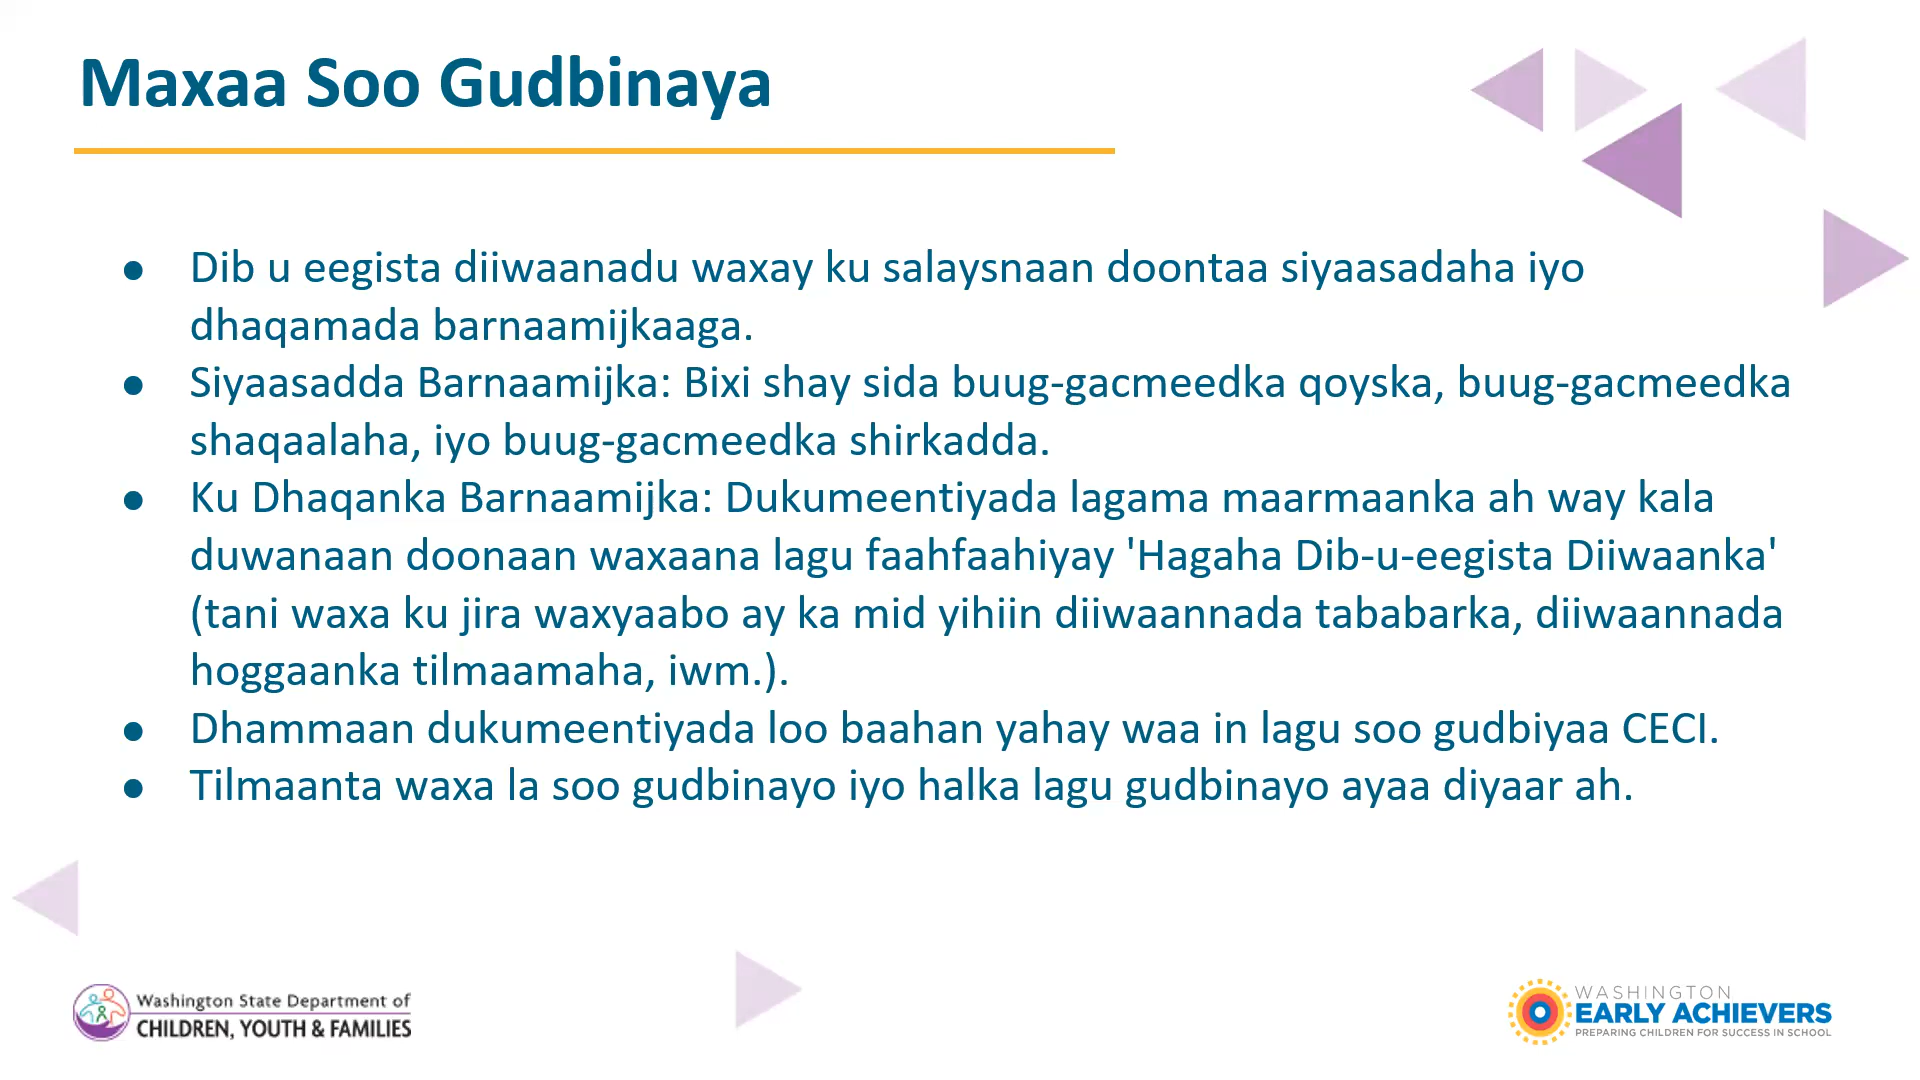 Maxaa Soo Gudbinaya
● Dib u eegista diiwaanadu waxay ku salaysnaan doontaa siyaasadaha iyo
dhaqamada barnaamijkaaga.
● Siyaasadda Barnaamijka: Bixi shay sida buug-gacmeedka qoyska, buug-gacmeedka
shaqaalaha, iyo buug-gacmeedka shirkadda.
● Ku Dhaqanka Barnaamijka: Dukumeentiyada lagama maarmaanka ah way kala
duwanaan doonaan waxaana lagu faahfaahiyay 'Hagaha Dib-u-eegista Diiwaanka'
(tani waxa ku jira waxyaabo ay ka mid yihiin diiwaannada tababarka, diiwaannada
hoggaanka tilmaamaha, iwm.).
● Dhammaan dukumeentiyada loo baahan yahay waa in lagu soo gudbiyaa CECI.
● Tilmaanta waxa la soo gudbinayo iyo halka lagu gudbinayo ayaa diyaar ah.
Washington State Department of
CHILDREN, YOUTH & FAMILIES
WASHINGTON
EARLY ACHIEVERS
PREPARING CHILDREN FOR SUCCESS IN SCHOOL